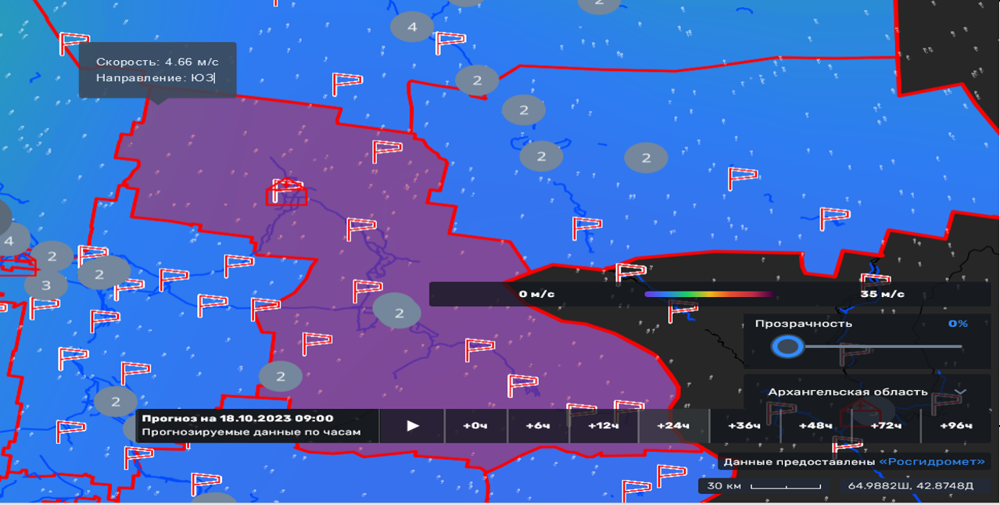 2
4
2
2
Скорость: 4.66 м/с
Направление: ЮЗ
2
2
4
2
2
3
0 м/с
35 м/с
2
Прозрачность
0%
2
Архангельская область
2
Прогноз на 18.10.2023 09:00
Прогнозируемые данные по часам
+0ч
+6ч
+12ч
+24ч
+36ч
+48ч
+72ч
+96ч
Данные предоставлены «Росгидромет»
30 км
64.9882Ш, 42.8748Д